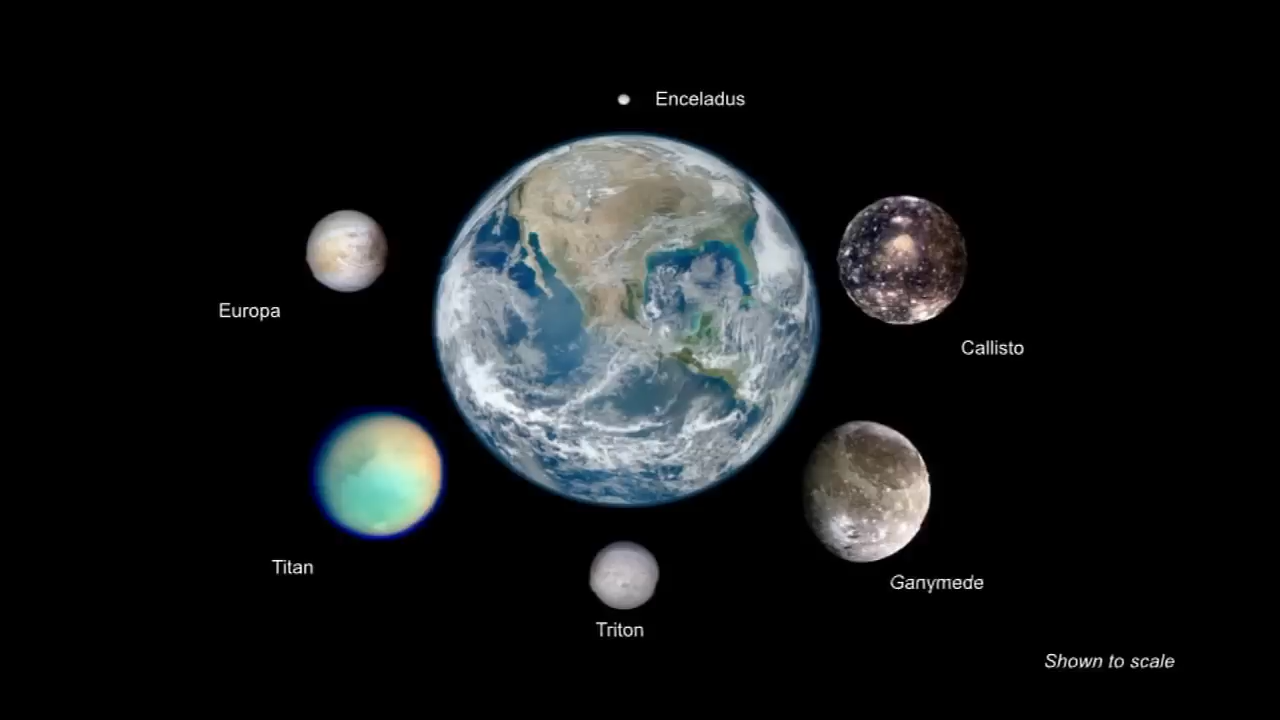 Enceladus
Europa
Callisto
Titan
Ganymede
Triton
Shown to scale